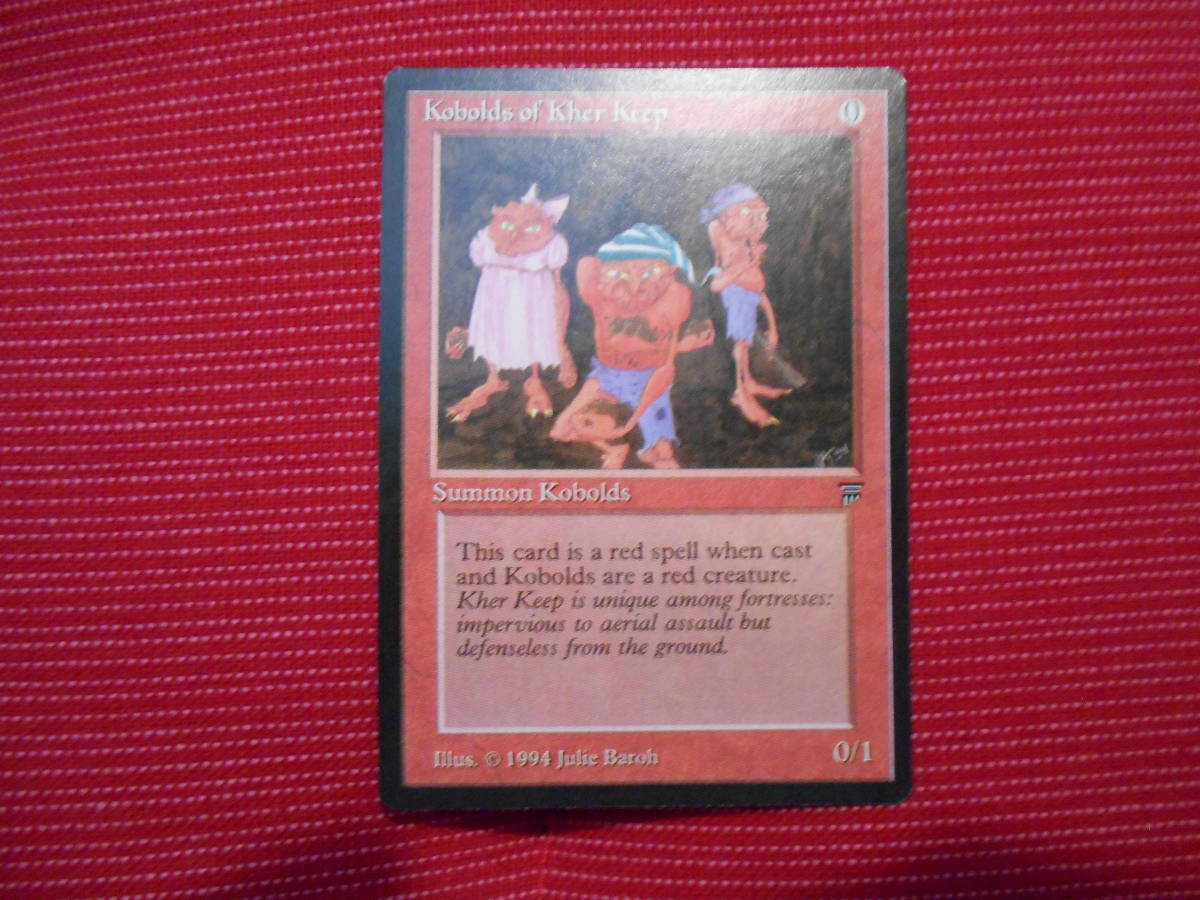 Kobolds of Kher Keep 0
Summon Kobolds
This card is a red spell when cast
and Kobolds are a red creature.
Kher Keep is unique among fortresses:
impervious to aerial assault but
defenseless from the ground.
Illus. © 1994 Julie Baroh 0/1